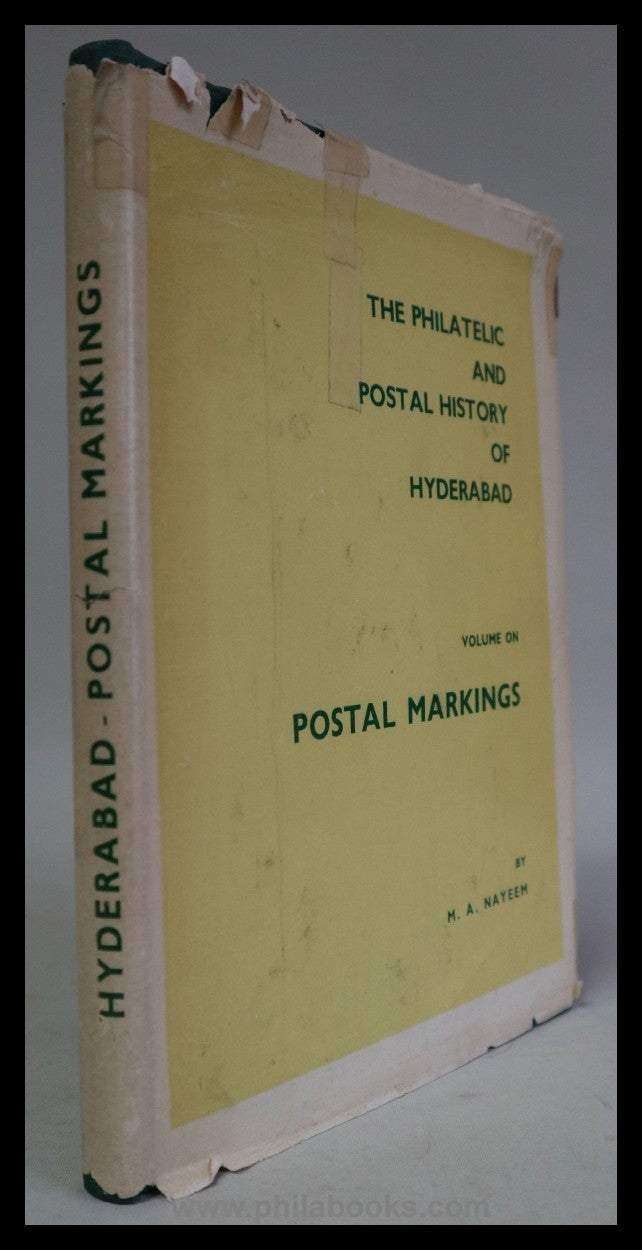 HYDERABAD - POSTAL MARKINGS
THE PHILATELIC
AND
POSTAL HISTORY
OF
HYDERABAD
VOLUME ON
POSTAL MARKINGS
BY
M. A. NAYEEM
www.philabooks.com